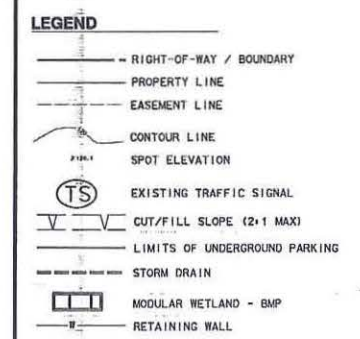 LEGEND
RIGHT-OF-WAY / BOUNDARY
PROPERTY LINE
EASEMENT LINE
CONTOUR LINE
SPOT ELEVATION
TS EXISTING TRAFFIC SIGNAL
CUT/FILL SLOPE (2:1 MAX)
LIMITS OF UNDERGROUND PARKING
STORM DRAIN
MODULAR WETLAND - BMP
RETAINING WALL